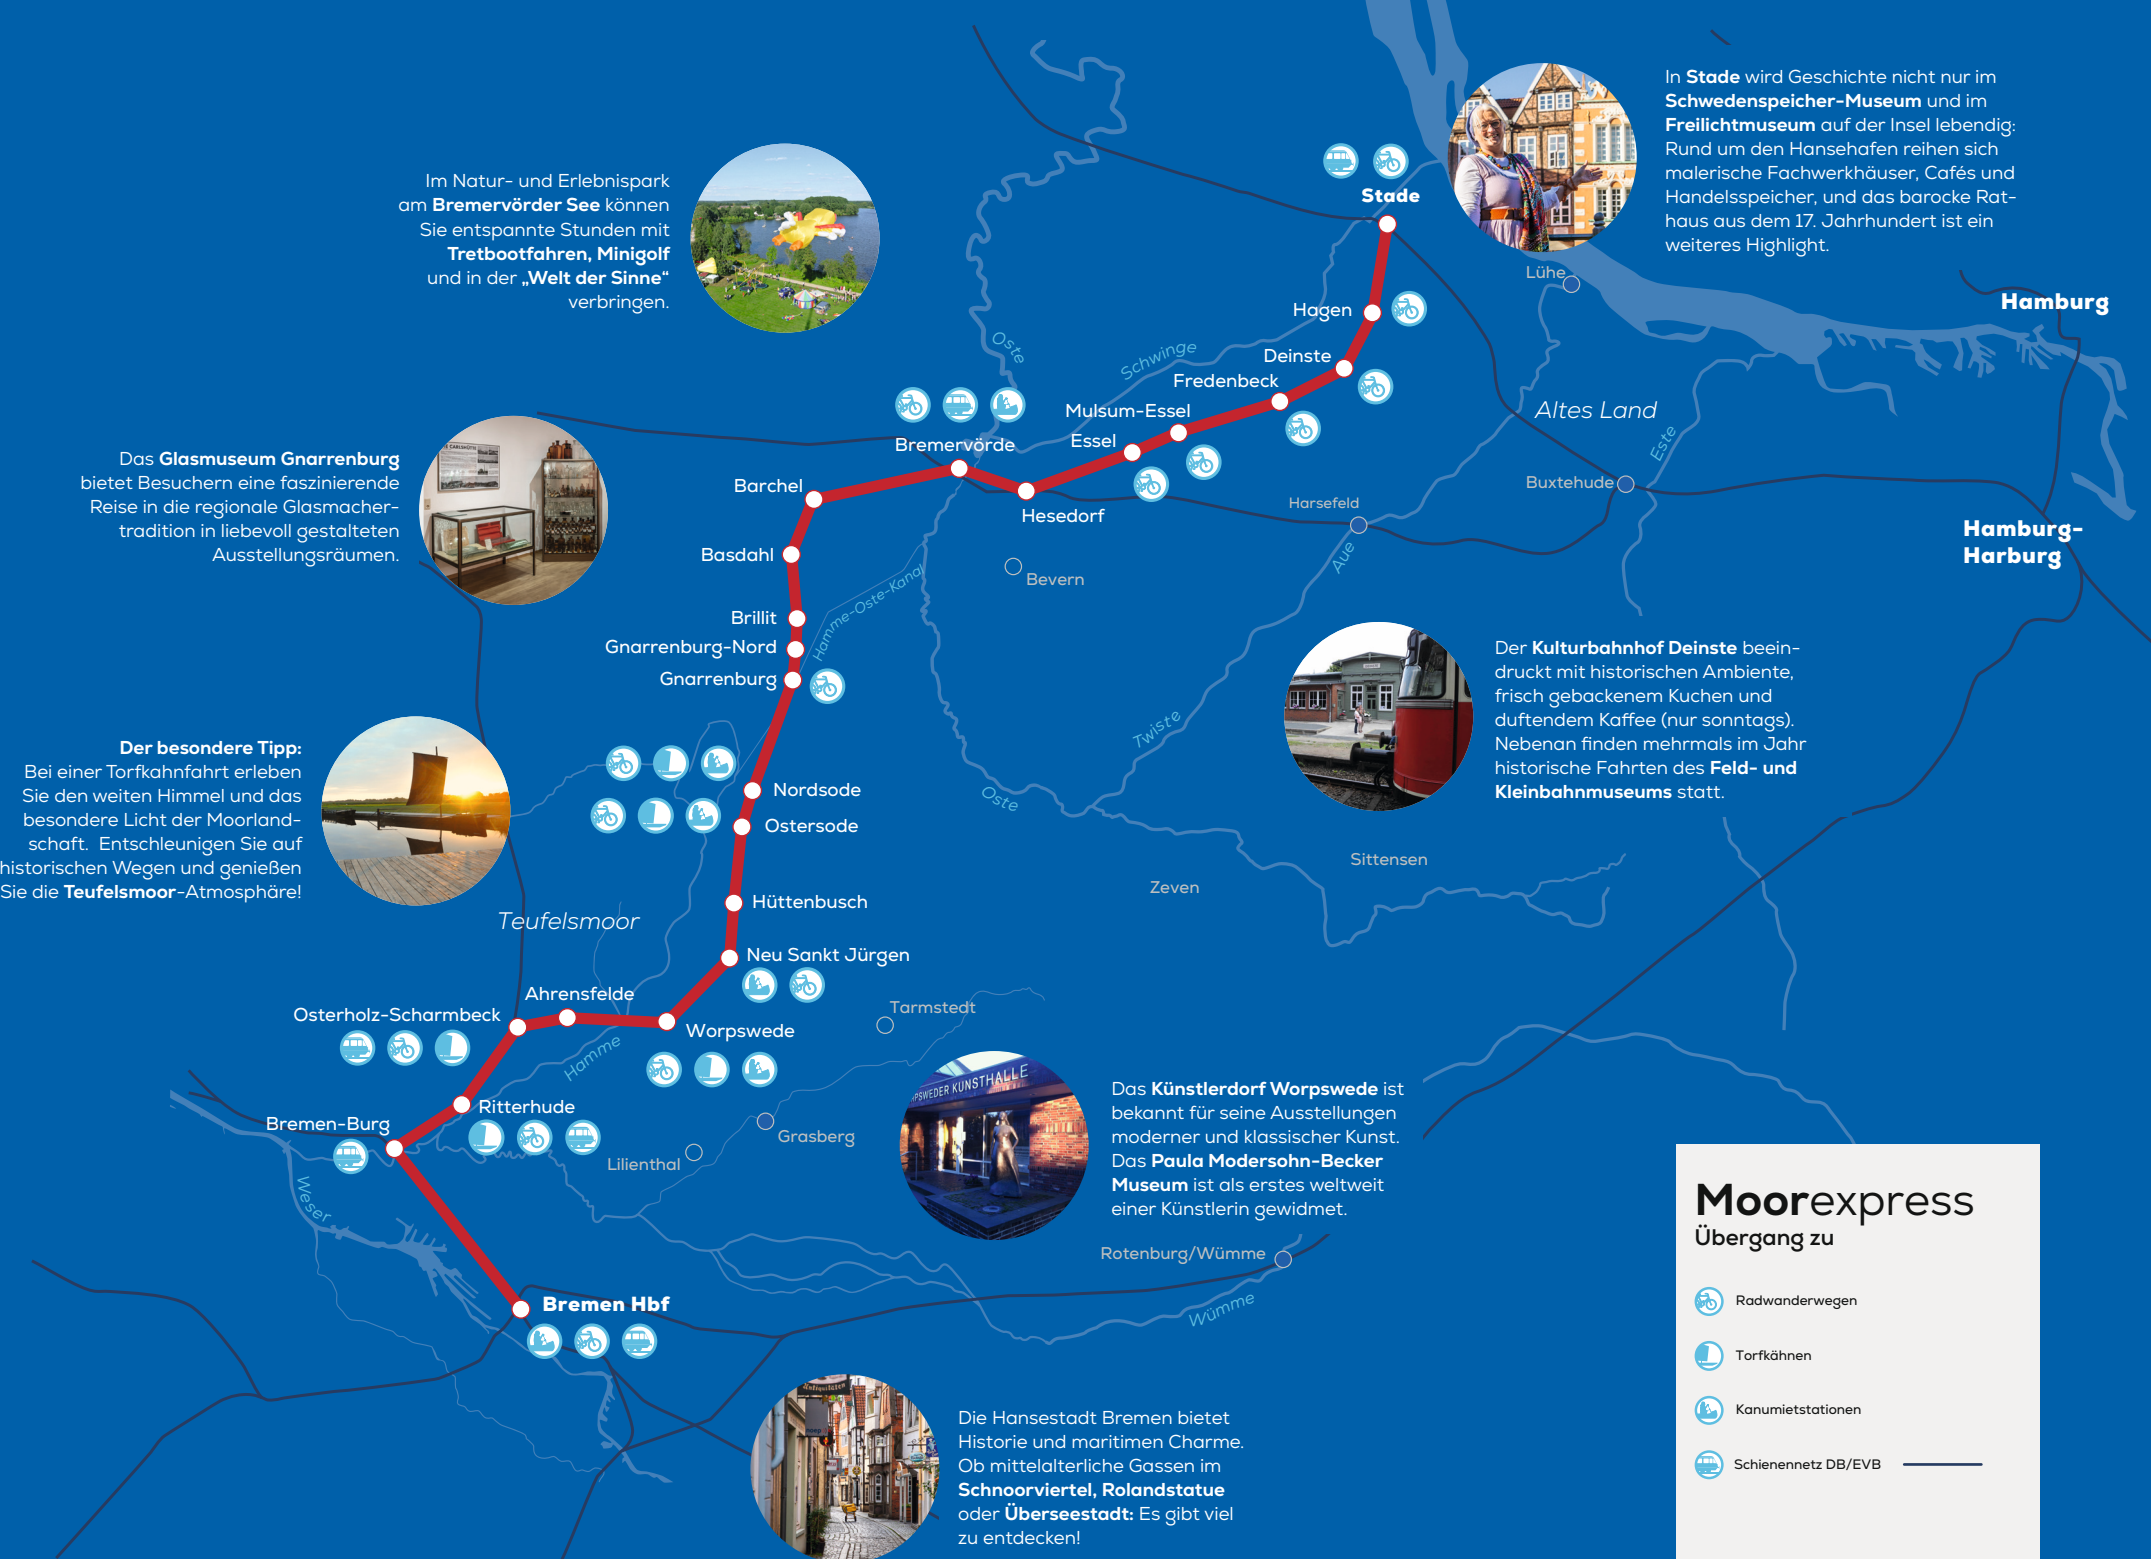 In Stade wird Geschichte nicht nur im
Schwedenspeicher-Museum und im
Freilichtmuseum auf der Insel lebendig:
Rund um den Hansehafen reihen sich
malerische Fachwerkhäuser, Cafés und
Handelsspeicher, und das barocke Rat-
haus aus dem 17. Jahrhundert ist ein
weiteres Highlight.
Im Natur- und Erlebnispark
am Bremervörder See können
Sie entspannte Stunden mit
Tretbootfahren, Minigolf
und in der „Welt der Sinne“
verbringen.
Stade
Lühe
Hamburg
Hagen
Oste
Schwinge
Deinste
Fredenbeck
Mulsum-Essel
Essel
Altes Land
Este
Bremervörde
Das Glasmuseum Gnarrenburg
bietet Besuchern eine faszinierende
Reise in die regionale Glasmacher-
tradition in liebevoll gestalteten
Ausstellungsräumen.
Barchel
Buxtehude
Harsefeld
Hesedorf
Hamburg-
Harburg
Basdahl
Aue
Bevern
Hamme-Oste-Kanal
Brillit
Gnarrenburg-Nord
Gnarrenburg
Der Kulturbahnhof Deinste beein-
druckt mit historischen Ambiente,
frisch gebackenem Kuchen und
duftendem Kaffee (nur sonntags).
Nebenan finden mehrmals im Jahr
historische Fahrten des Feld- und
Kleinbahnmuseums statt.
Twiste
Der besondere Tipp:
Bei einer Torfkahnfahrt erleben
Sie den weiten Himmel und das
besondere Licht der Moorland-
schaft. Entschleunigen Sie auf
historischen Wegen und genießen
Sie die Teufelsmoor-Atmosphäre!
Nordsode
Oste
Ostersode
Sittensen
Zeven
Hüttenbusch
Teufelsmoor
Neu Sankt Jürgen
Ahrensfelde
Tarmstedt
Osterholz-Scharmbeck
Worpswede
Hamme
WORPSWEDER KUNSTHALLE
Das Künstlerdorf Worpswede ist
bekannt für seine Ausstellungen
moderner und klassischer Kunst.
Das Paula Modersohn-Becker
Museum ist als erstes weltweit
einer Künstlerin gewidmet.
Ritterhude
Bremen-Burg
Grasberg
Lilienthal
Weser
Rotenburg/Wümme
Wümme
Bremen Hbf
Antiquitäten
Die Hansestadt Bremen bietet
Historie und maritimen Charme.
Ob mittelalterliche Gassen im
Schnoorviertel, Rolandstatue
oder Überseestadt: Es gibt viel
zu entdecken!
Moorexpress
Übergang zu
Radwanderwegen
Torfkähnen
Kanumietstationen
Schienennetz DB/EVB